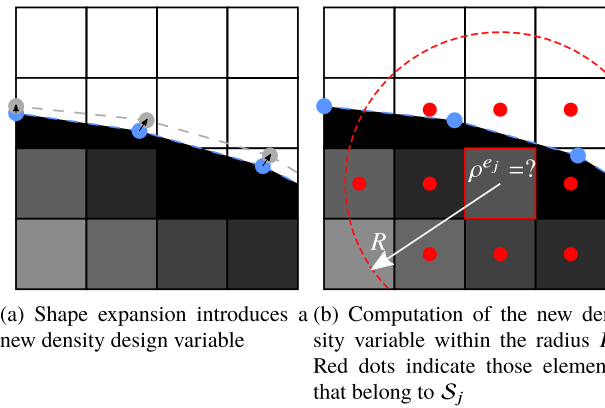 ρ^{e_j} =?
R
(a) Shape expansion introduces a
new density design variable
(b) Computation of the new den
sity variable within the radius
Red dots indicate those elemen
that belong to 𝒮_j